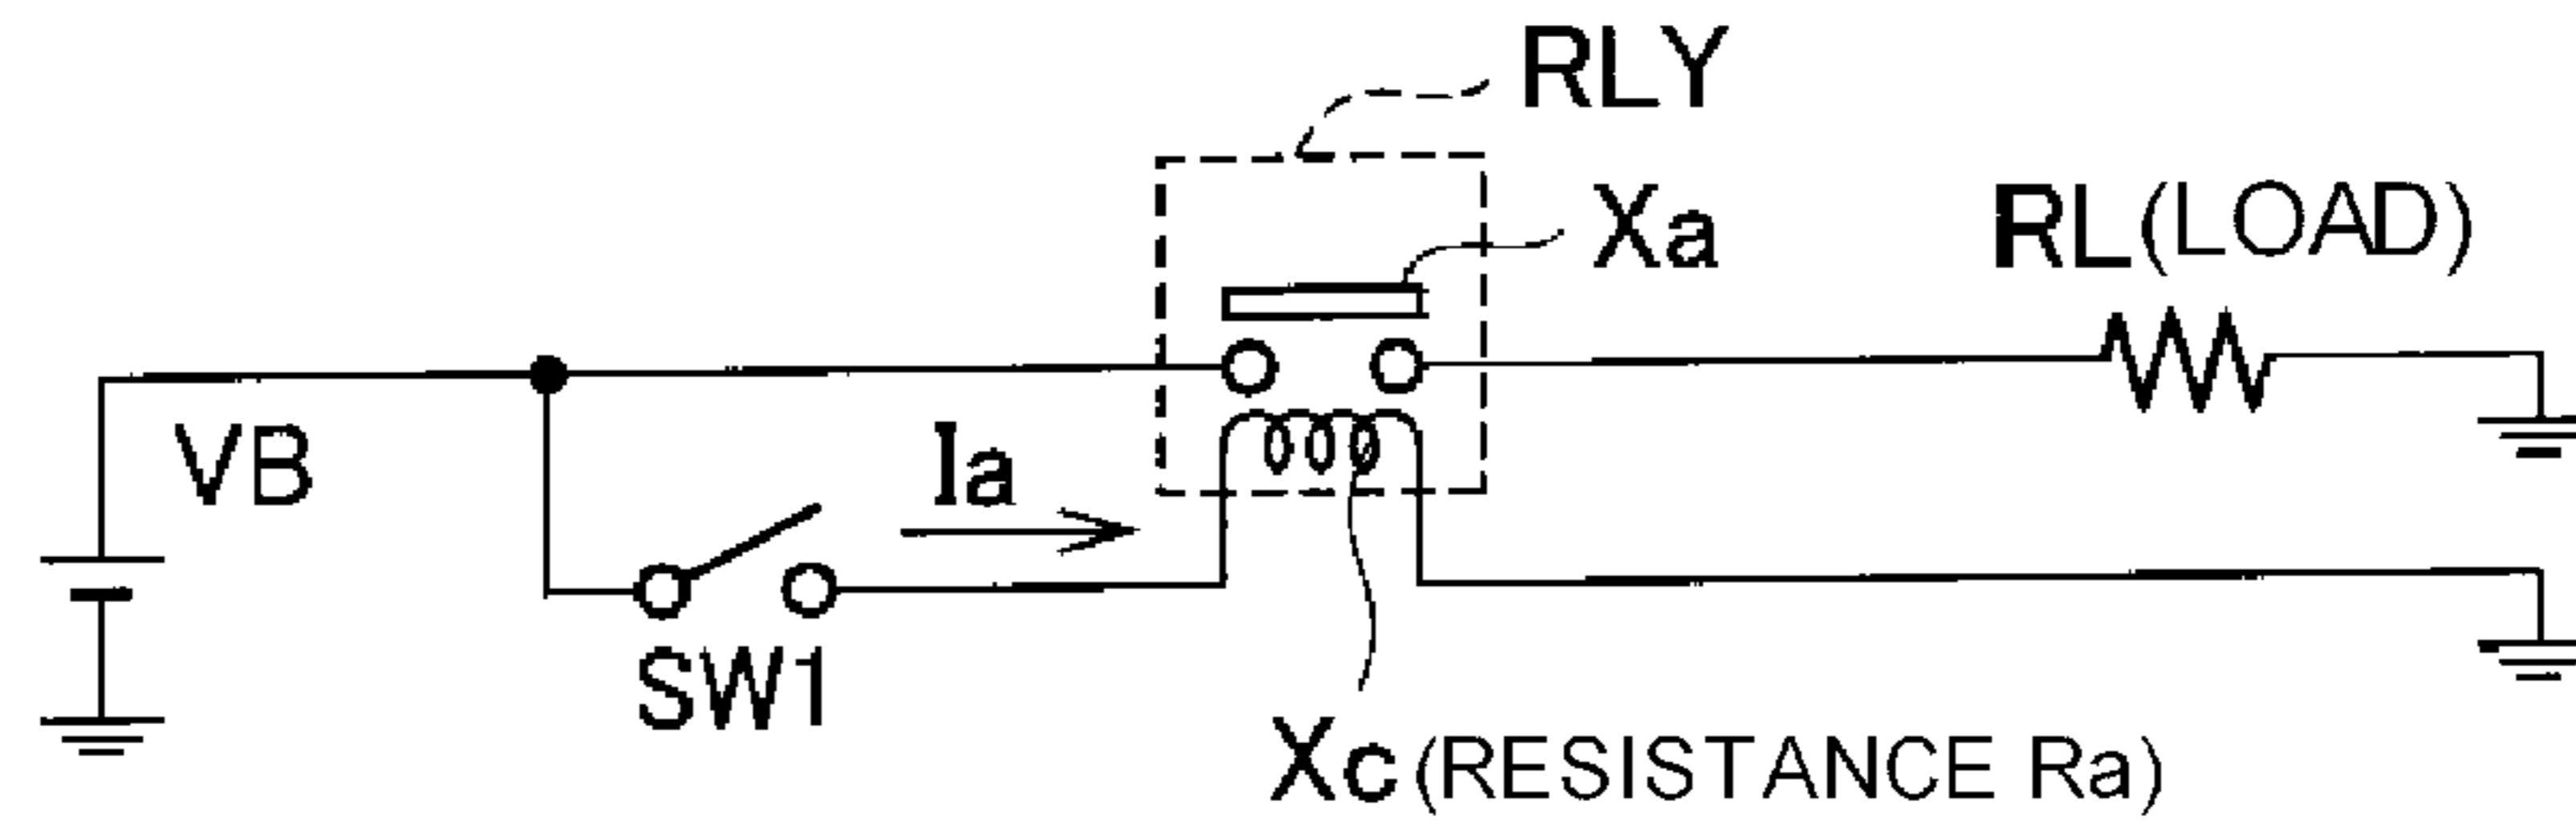 RLY
Xa
RL(LOAD)
VB
Ia
SW1
Xc (RESISTANCE Ra)